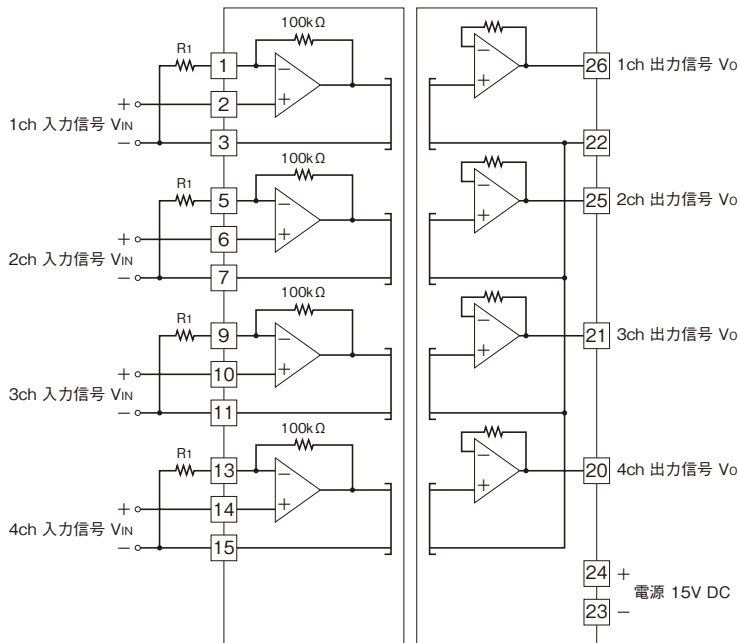 100kΩ
R1
1
−
26
1ch 出力信号 VO
+
2
+
1ch 入力信号 VIN
−
3
22
100kΩ
R1
5
−
25
2ch 出力信号 VO
+
6
+
2ch 入力信号 VIN
−
7
100kΩ
R1
9
−
21
3ch 出力信号 VO
+
10
+
3ch 入力信号 VIN
−
11
100kΩ
R1
13
−
20
4ch 出力信号 VO
+
14
+
4ch 入力信号 VIN
−
15
24 +
電源 15V DC
23 −
−
+
−
+
−
+
−
+